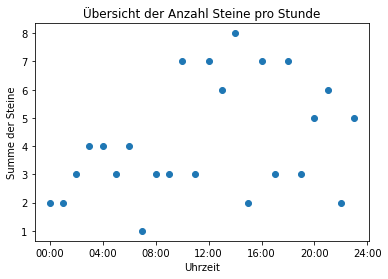 Übersicht der Anzahl Steine pro Stunde
Summe der Steine
8
7
6
5
4
3
2
1
00:00 04:00 08:00 12:00 16:00 20:00 24:00
Uhrzeit